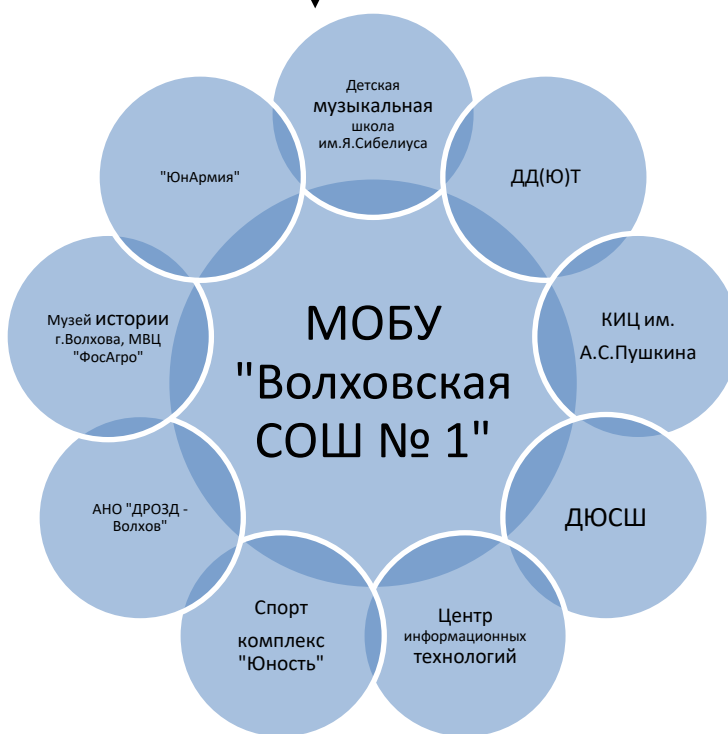 Детская
музыкальная
школа
им.Я.Сибелиуса
"ЮнАрмия"
ДД(Ю)Т
Музей истории
г.Волхова, МВЦ
"ФосАгро"
МОБУ
"Волховская
СОШ № 1"
КИЦ им.
А.С.Пушкина
АНО "ДРОЗД -
Волхов"
ДЮСШ
Спорт
комплекс
"Юность"
Центр
информационных
технологий